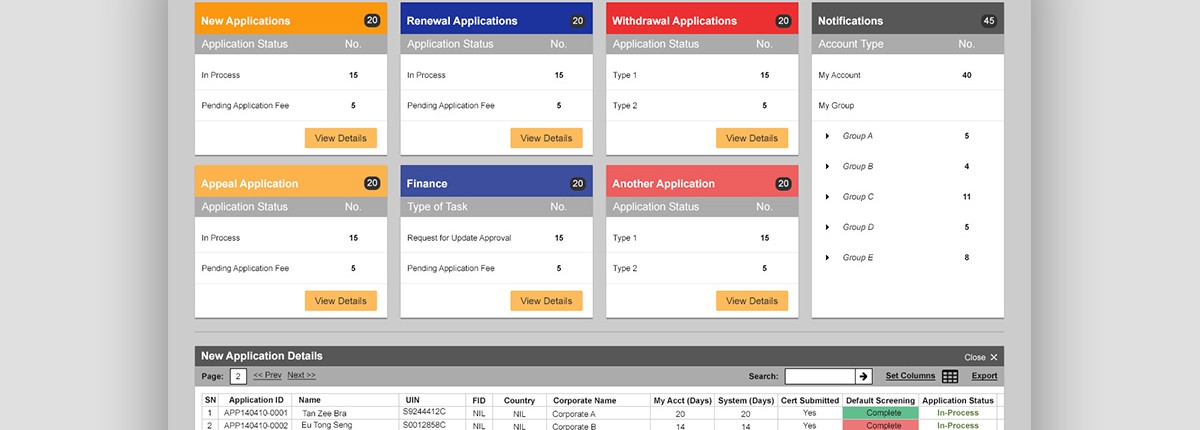 New Applications 20
Application Status No.
In Process 15
Pending Application Fee 5
View Details
Renewal Applications 20
Application Status No.
In Process 15
Pending Application Fee 5
View Details
Withdrawal Applications 20
Application Status No.
Type 1 15
Type 2 5
View Details
Notifications 45
Account Type No.
My Account 40
My Group
Group A 5
Group B 4
Group C 11
Group D 5
Group E 8
Appeal Application 20
Application Status No.
In Process 15
Pending Application Fee 5
View Details
Finance 20
Type of Task No.
Request for Update Approval 15
Pending Application Fee 5
View Details
Another Application 20
Application Status No.
Type 1 15
Type 2 5
View Details
New Application Details Close X
Page: 2 << Prev Next >> Search: Set Columns Export
SN Application ID Name UIN FID Country Corporate Name My Acct (Days) System (Days) Cert Submitted Default Screening Application Status
1 APP140410-0001 Tan Zee Bra S9244412C NIL NIL Corporate A 20 20 Yes Complete In-Process
2 APP140410-0002 Eu Tong Seng S0012858C NIL NIL Corporate B 14 14 Yes Complete In-Process